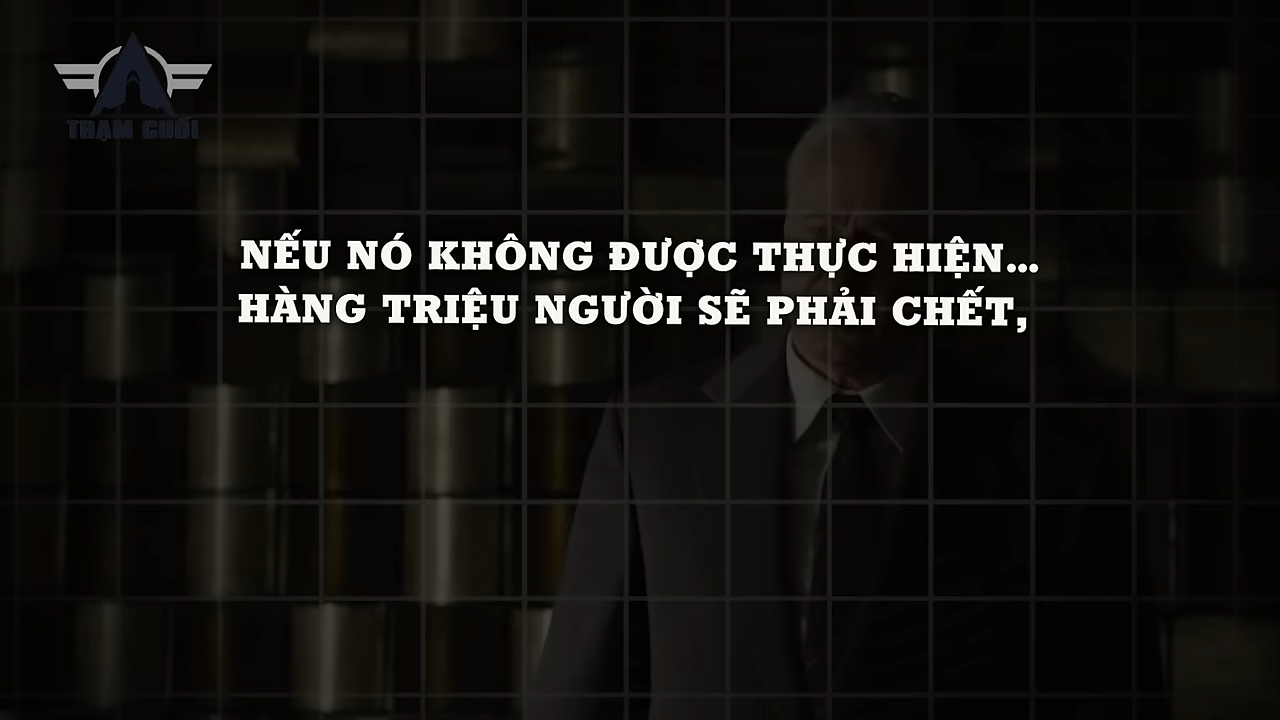 TRẠM CUỐI
NẾU NÓ KHÔNG ĐƯỢC THỰC HIỆN...
HÀNG TRIỆU NGƯỜI SẼ PHẢI CHẾT,